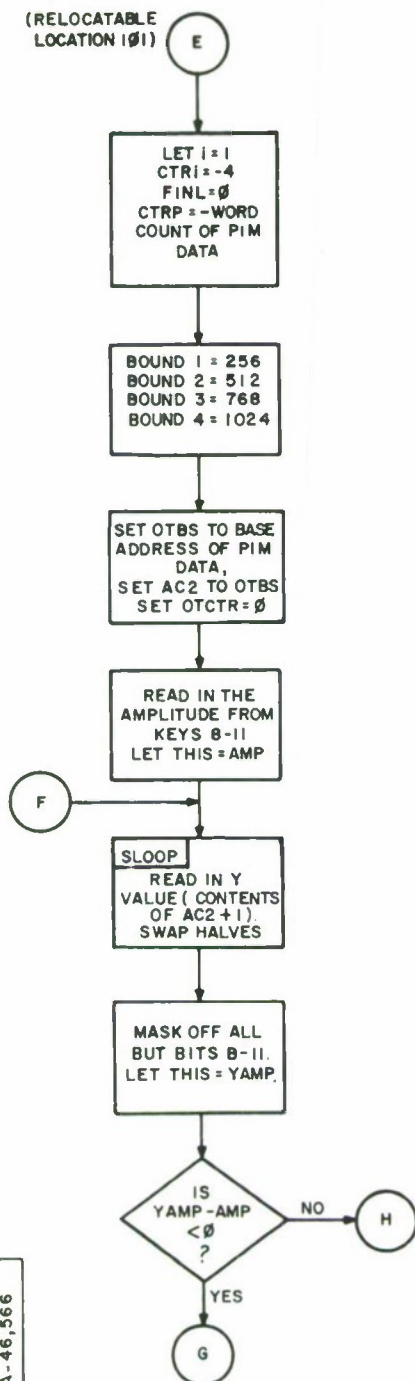 (RELOCATABLE
LOCATION 1Ø1)
E
LET i = 1
CTRi = -4
FINL = Ø
CTRP = -WORD
COUNT OF PIM
DATA
BOUND 1 = 256
BOUND 2 = 512
BOUND 3 = 768
BOUND 4 = 1024
SET OTBS TO BASE
ADDRESS OF PIM
DATA,
SET AC2 TO OTBS
SET OTCTR = Ø
READ IN THE
AMPLITUDE FROM
KEYS 8-11
LET THIS = AMP
F
SLOOP
READ IN Y
VALUE (CONTENTS
OF AC2+1).
SWAP HALVES
MASK OFF ALL
BUT BITS 8-11.
LET THIS = YAMP.
IS
YAMP-AMP
<Ø
?
NO
H
YES
G
A-46,566